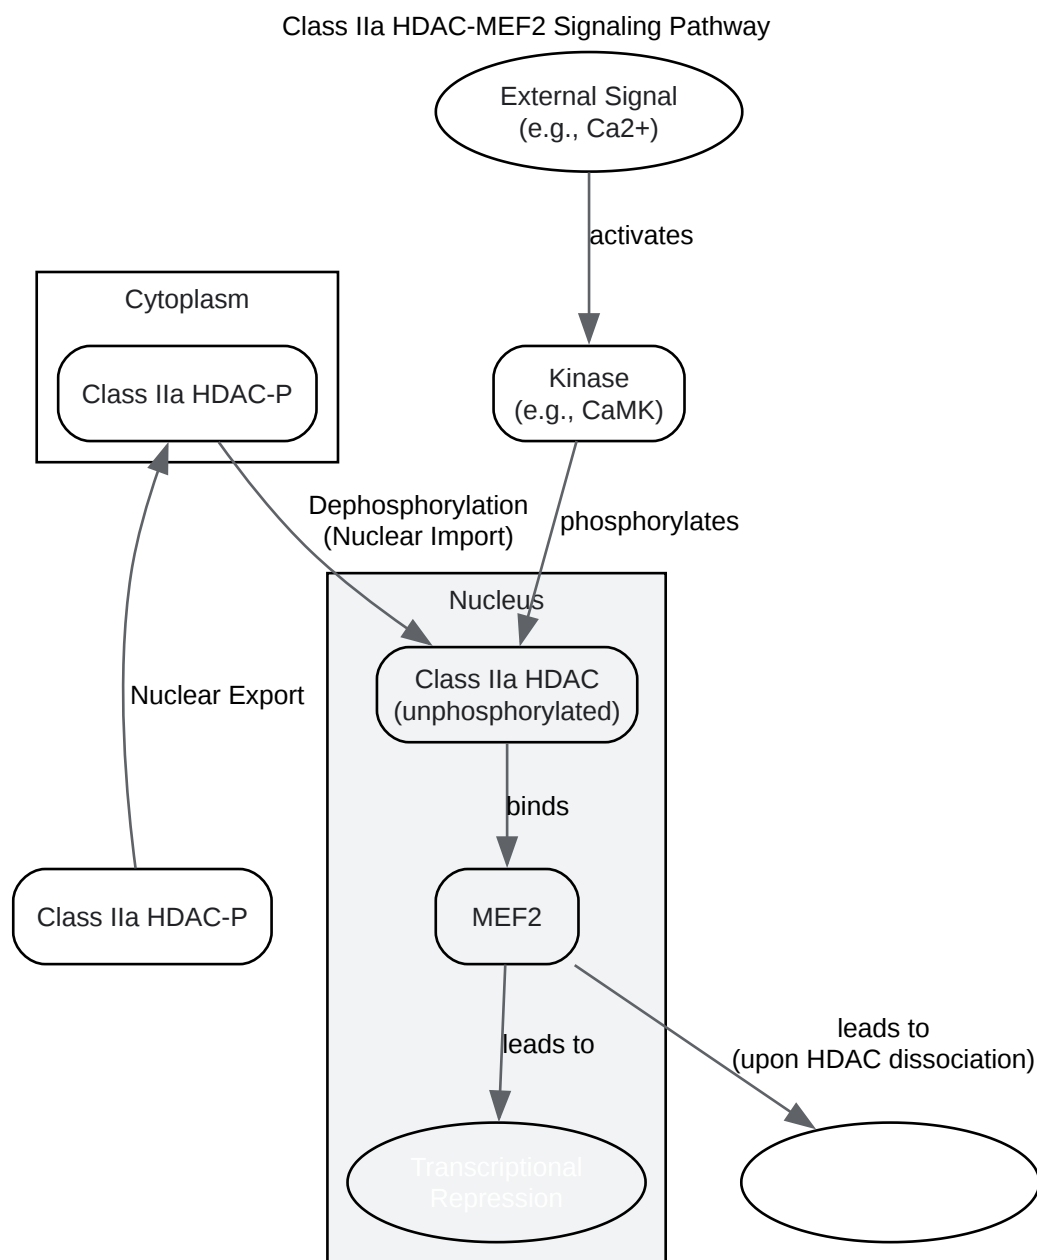 Class IIa HDAC-MEF2 Signaling Pathway
External Signal
(e.g., Ca2+)
activates
Cytoplasm
Class IIa HDAC-P
Kinase
(e.g., CaMK)
Dephosphorylation
(Nuclear Import)
phosphorylates
Nucleus
Class IIa HDAC
(unphosphorylated)
Nuclear Export
binds
Class IIa HDAC-P
MEF2
leads to
leads to
(upon HDAC dissociation)
Transcriptional
Repression